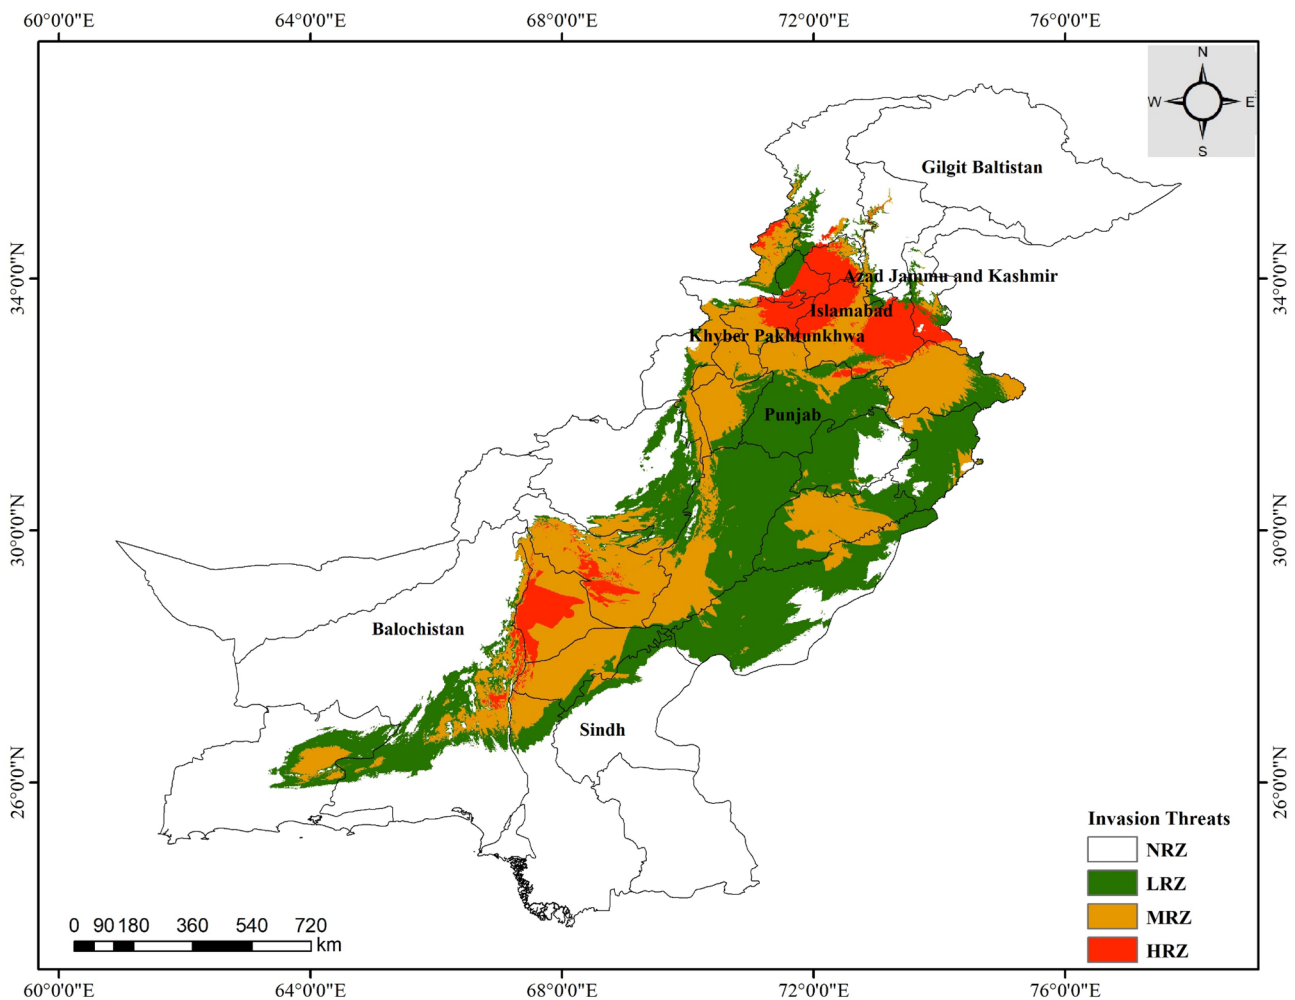 60°0'0"E 64°0'0"E 68°0'0"E 72°0'0"E 76°0'0"E
N
W E
S
Gilgit Baltistan
34°0'0"N 34°0'0"N
Azad Jammu and Kashmir
Islamabad
Khyber Pakhtunkhwa
Punjab
30°0'0"N 30°0'0"N
Balochistan
Sindh
26°0'0"N 26°0'0"N
Invasion Threats
NRZ
LRZ
MRZ
HRZ
0 90 180 360 540 720
km
60°0'0"E 64°0'0"E 68°0'0"E 72°0'0"E 76°0'0"E